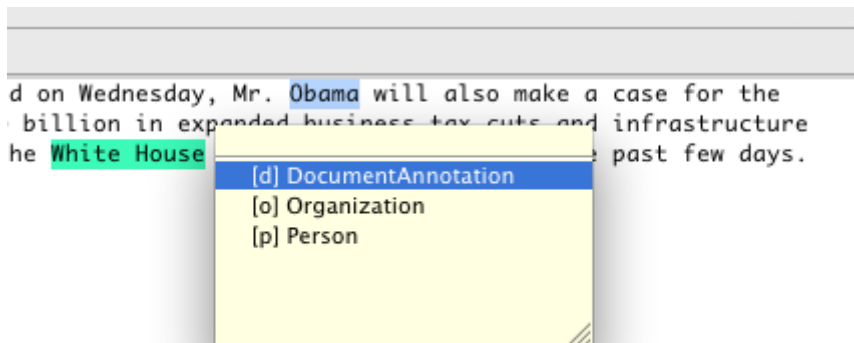 d on Wednesday, Mr. Obama will also make a case for the
billion in expanded business tax cuts and infrastructure
he White House past few days.
[d] DocumentAnnotation
[o] Organization
[p] Person